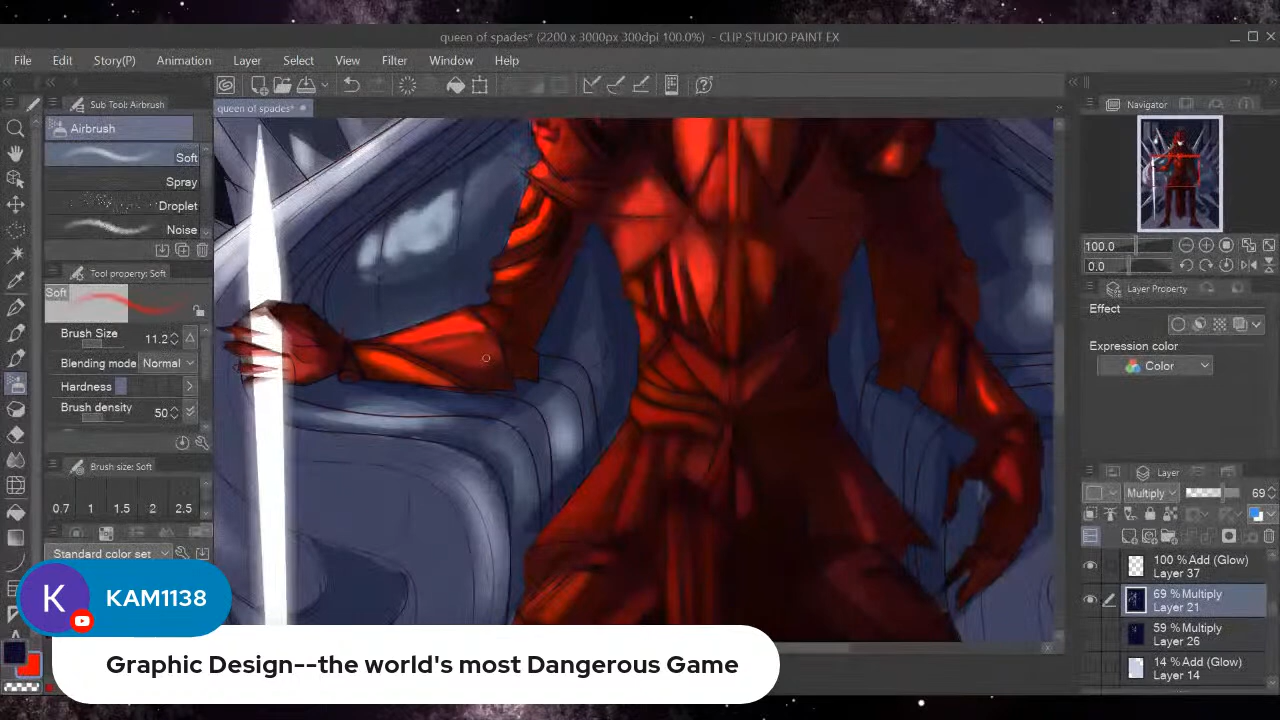 queen of spades* (2200 x 3000px 300dpi 100.0%) - CLIP STUDIO PAINT EX
File Edit Story(P) Animation Layer Select View Filter Window Help
Sub Tool: Airbrush
queen of spades*
Navigator
Airbrush
Soft
Spray
Droplet
Noise
Tool property: Soft
Soft
Brush Size 11.2
Blending mode Normal
Hardness
Brush density 50
Brush size: Soft
0.7 1 1.5 2 2.5
Standard color set
100.0
0.0
Layer Property
Effect
Expression color
Color
Layer
Multiply 69
100 % Add (Glow)
Layer 37
69 % Multiply
Layer 21
59 % Multiply
Layer 26
14 % Add (Glow)
Layer 14
K KAM1138
Graphic Design--the world's most Dangerous Game